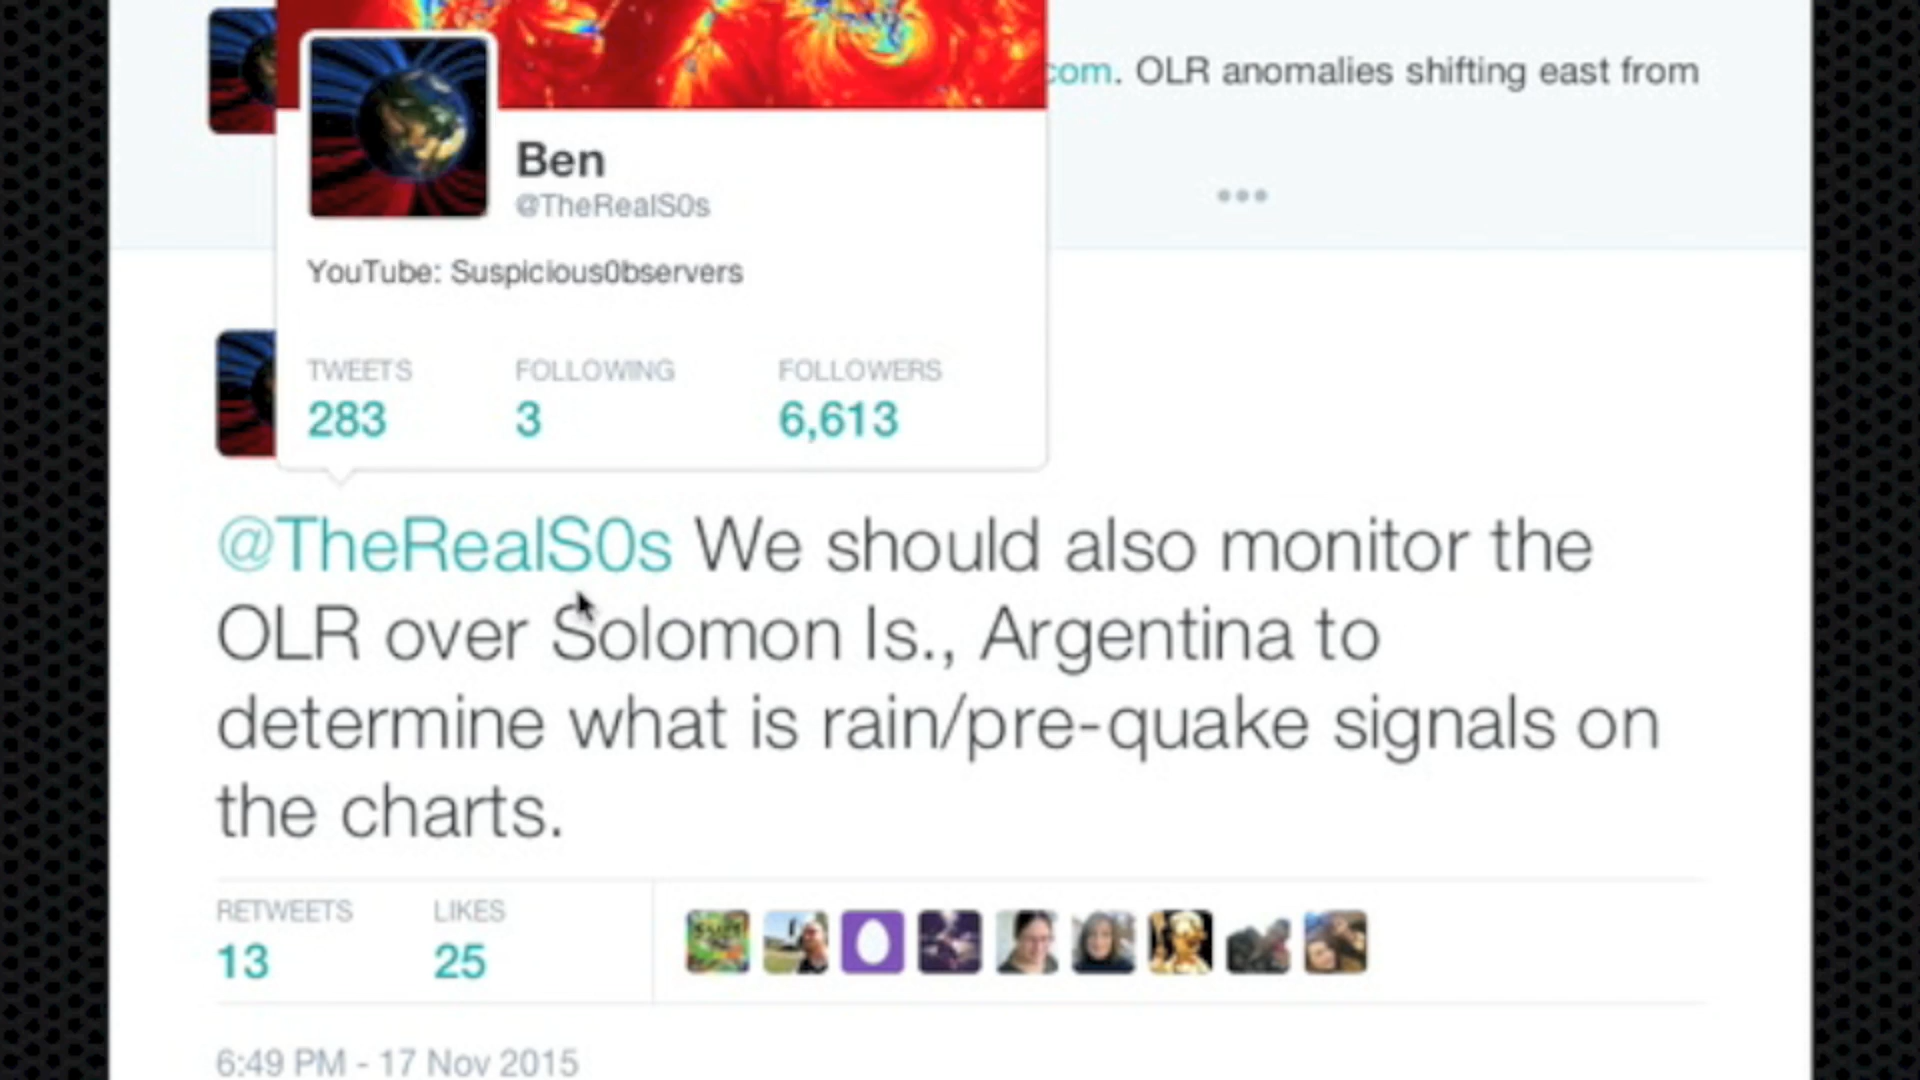 com. OLR anomalies shifting east from
Ben
@TheRealS0s
YouTube: Suspicious0bservers
TWEETS FOLLOWING FOLLOWERS
283 3 6,613
@TheRealS0s We should also monitor the
OLR over Solomon Is., Argentina to
determine what is rain/pre-quake signals on
the charts.
RETWEETS LIKES
13 25
6:49 PM - 17 Nov 2015